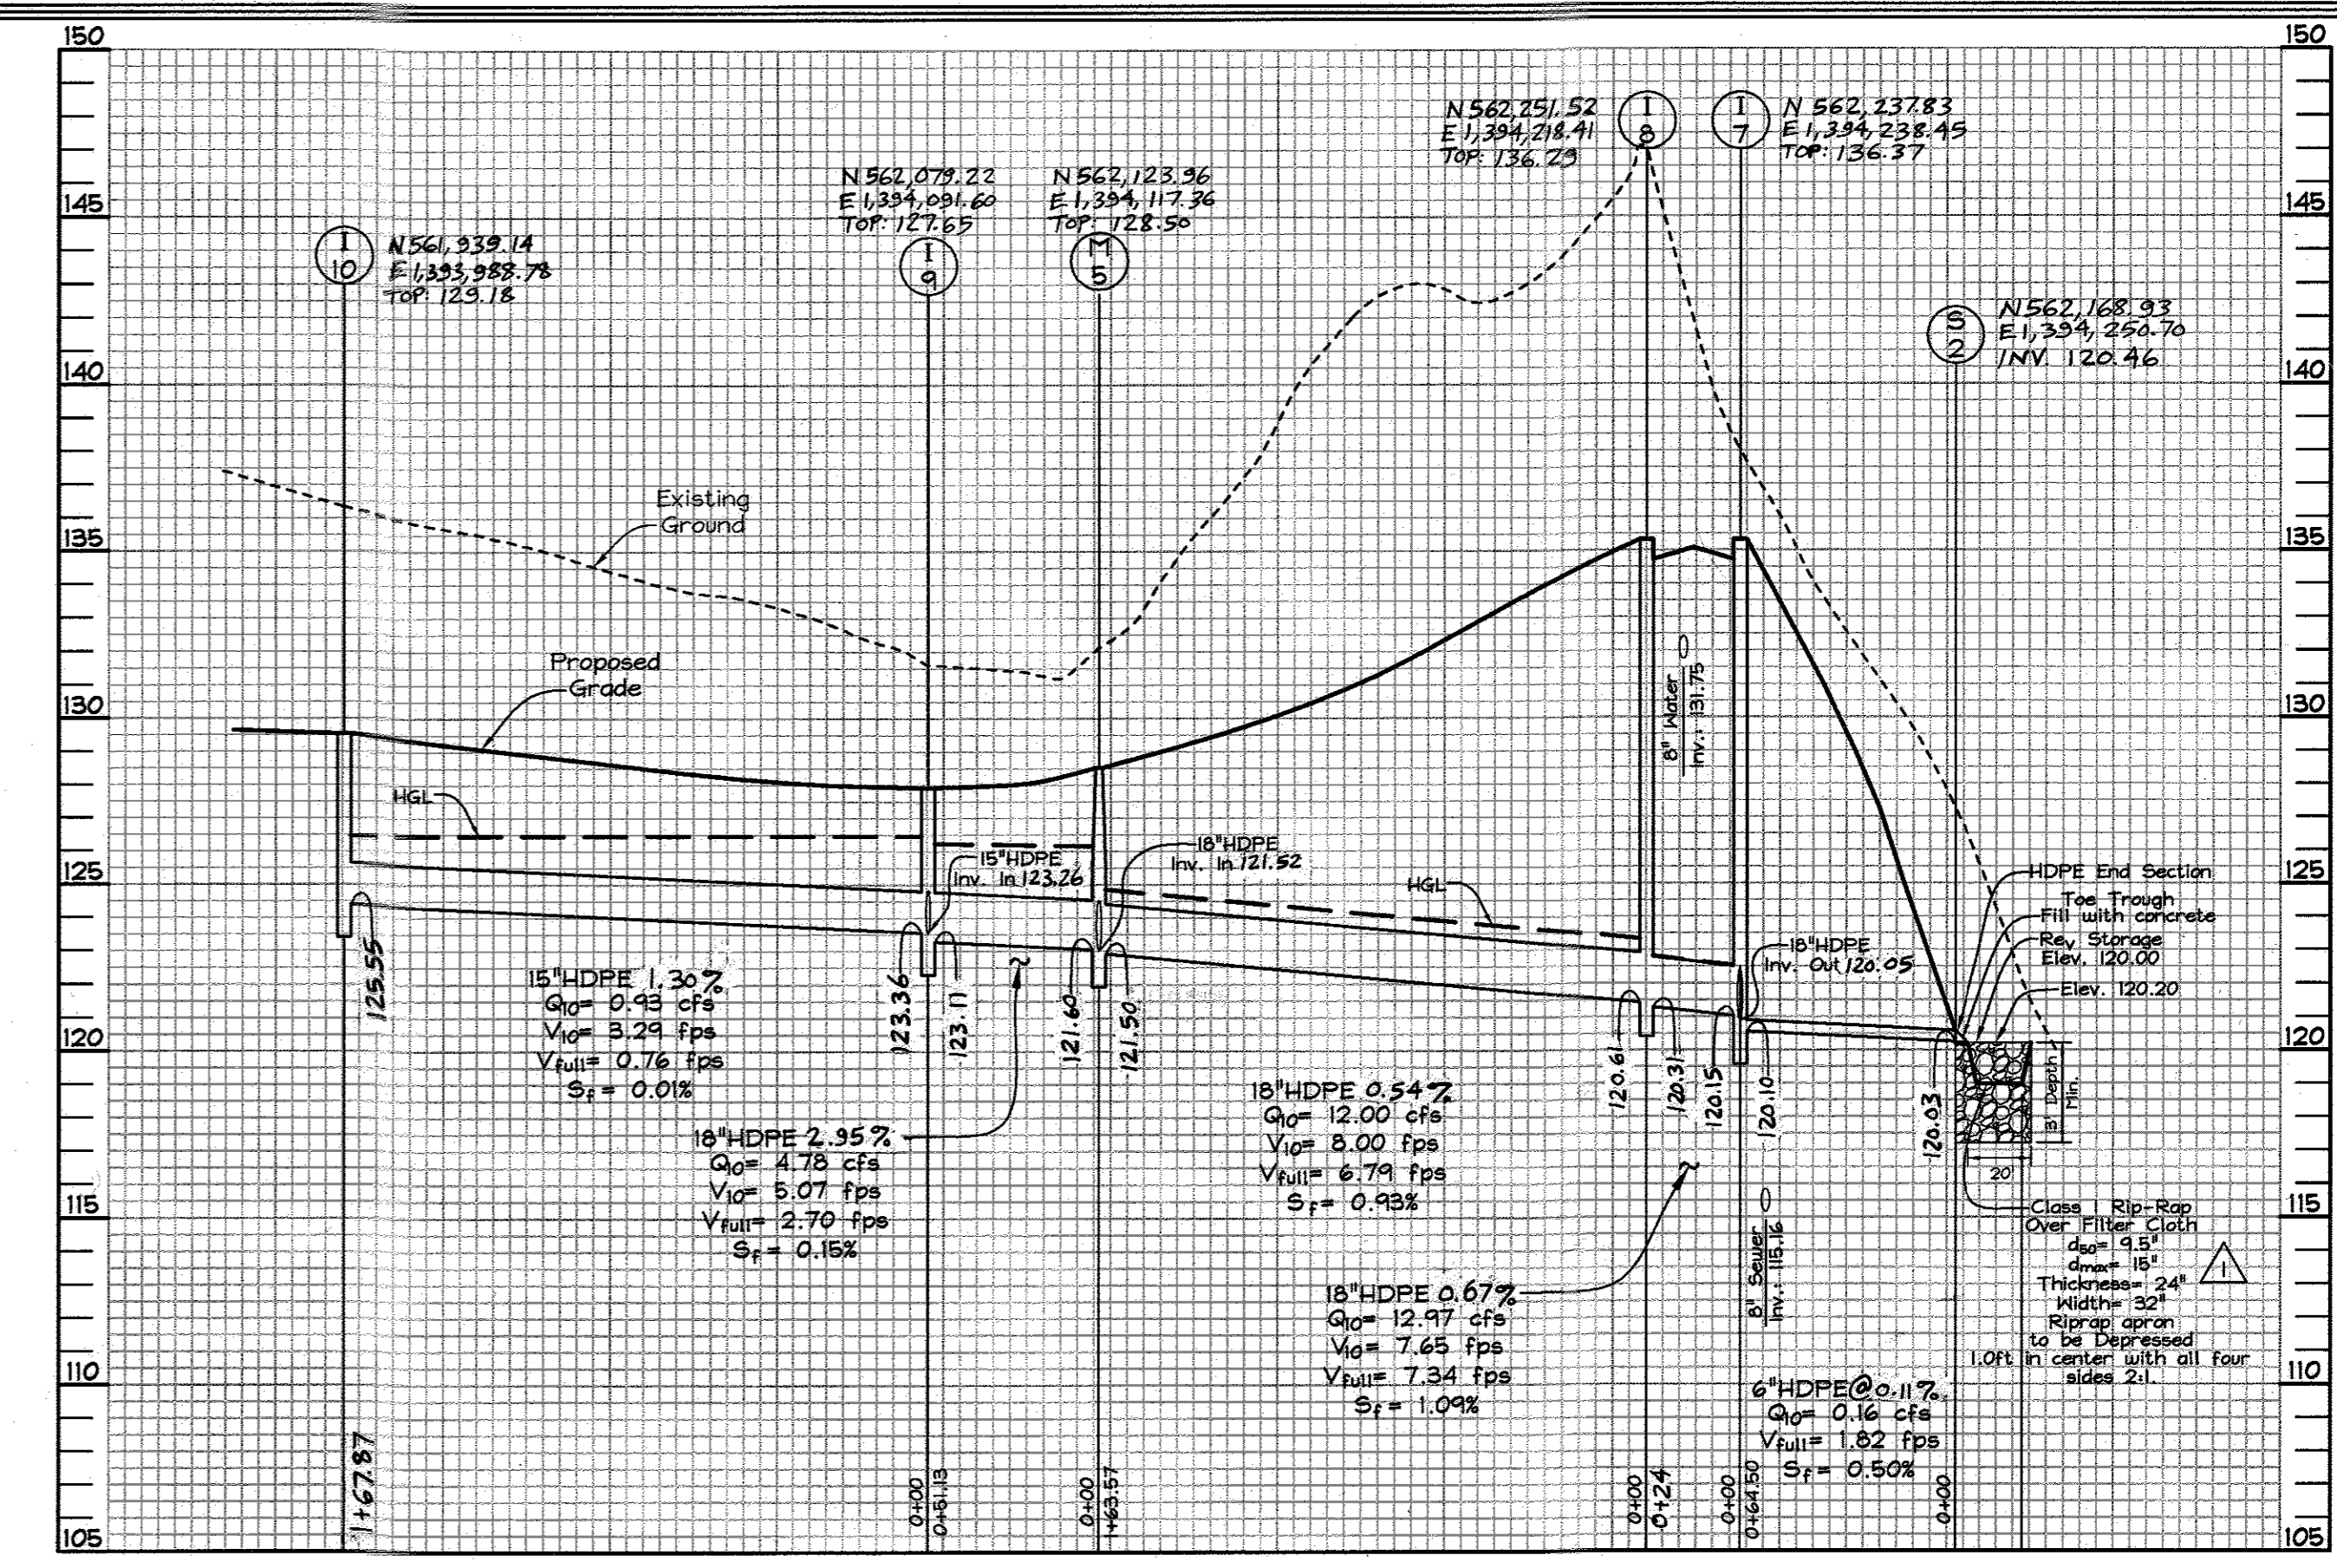 150
150
145
145
140
140
135
135
130
130
125
125
120
120
115
115
110
110
105
105
I
10
N 561,939.14
E 1,393,988.78
TOP: 129.18
N 562,079.22
E 1,394,091.60
TOP: 127.65
I
9
N 562,123.96
E 1,394,117.36
TOP: 128.50
M
5
N 562,251.52
E 1,394,218.41
TOP: 136.29
I
8
I
7
N 562,237.83
E 1,394,238.45
TOP: 136.37
S
2
N 562,168.93
E 1,394,250.70
INV. 120.46
Existing
Ground
Proposed
Grade
HGL
15"HDPE
Inv. In 123.26
18"HDPE
Inv. In 121.52
HGL
8" Water
Inv.: 131.75
18"HDPE
Inv. Out 120.05
HDPE End Section
Toe Trough
Fill with concrete
Rev Storage
Elev. 120.00
Elev. 120.20
3' Depth
Min.
20'
125.55
123.36
123.11
121.60
121.50
120.61
120.31
120.15
120.10
120.03
15"HDPE 1.30%
Q10= 0.93 cfs
V10= 3.29 fps
Vfull= 0.76 fps
Sf = 0.01%
18"HDPE 2.95%
Q10= 4.78 cfs
V10= 5.07 fps
Vfull= 2.70 fps
Sf = 0.15%
18"HDPE 0.54%
Q10= 12.00 cfs
V10= 8.00 fps
Vfull= 6.79 fps
Sf = 0.93%
18"HDPE 0.67%
Q10= 12.97 cfs
V10= 7.65 fps
Vfull= 7.34 fps
Sf = 1.09%
8" Sewer
Inv.: 115.16
6"HDPE@0.11%
Q10= 0.16 cfs
Vfull= 1.82 fps
Sf = 0.50%
Class 1 Rip-Rap
Over Filter Cloth
d50= 9.5"
dmax= 15"
Thickness= 24"
Width= 32"
Riprap apron
to be Depressed
1.0ft in center with all four
sides 2:1.
1
1+67.87
0+00
0+51.13
0+00
1+63.57
0+00
0+24
0+00
0+64.50
0+00